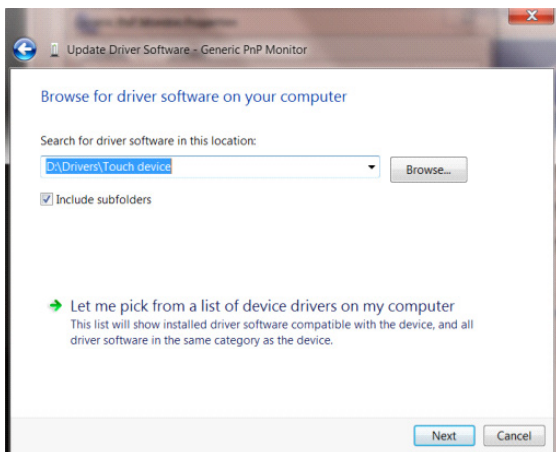 Update Driver Software - Generic PnP Monitor
Browse for driver software on your computer
Search for driver software in this location:
D:\Drivers\Touch device
Browse...
Include subfolders
Let me pick from a list of device drivers on my computer
This list will show installed driver software compatible with the device, and all
driver software in the same category as the device.
Next
Cancel